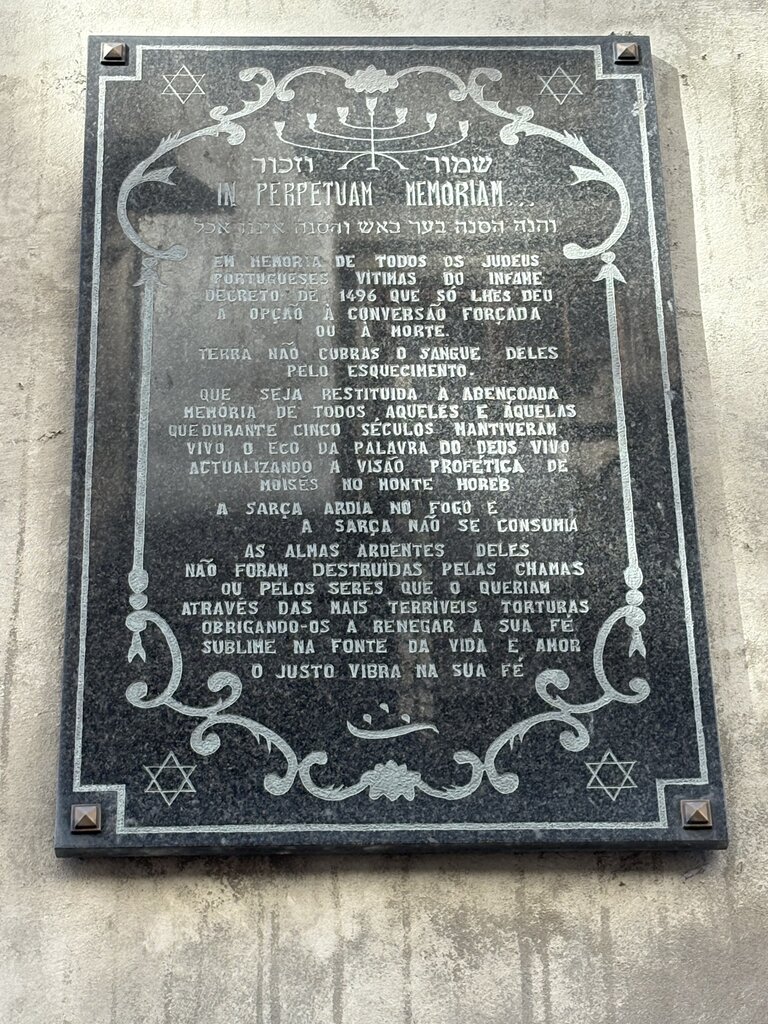 שמור וזכור
IN PERPETUAM MEMORIAM...
והנה הסנה בער באש והסנה איננו אכל
EM MEMÓRIA DE TODOS OS JUDEUS
PORTUGUESES VÍTIMAS DO INFAME
DECRETO DE 1496 QUE SÓ LHES DEU
A OPÇÃO À CONVERSÃO FORÇADA
OU À MORTE.
TERRA NÃO CUBRAS O SANGUE DELES
PELO ESQUECIMENTO.
QUE SEJA RESTITUIDA A ABENÇOADA
MEMÓRIA DE TODOS AQUELES E ÀQUELAS
QUE DURANTE CINCO SÉCULOS MANTIVERAM
VIVO O ECO DA PALAVRA DO DEUS VIVO
ACTUALIZANDO A VISÃO PROFÉTICA DE
MOISÉS NO MONTE HOREB
A SARÇA ARDIA NO FOGO E
A SARÇA NÃO SE CONSUMIA
AS ALMAS ARDENTES DELES
NÃO FORAM DESTRUÍDAS PELAS CHAMAS
OU PELOS SERES QUE O QUERIAM
ATRAVÉS DAS MAIS TERRÍVEIS TORTURAS
OBRIGANDO-OS A RENEGAR A SUA FÉ
SUBLIME NA FONTE DA VIDA E AMOR
O JUSTO VIBRA NA SUA FÉ